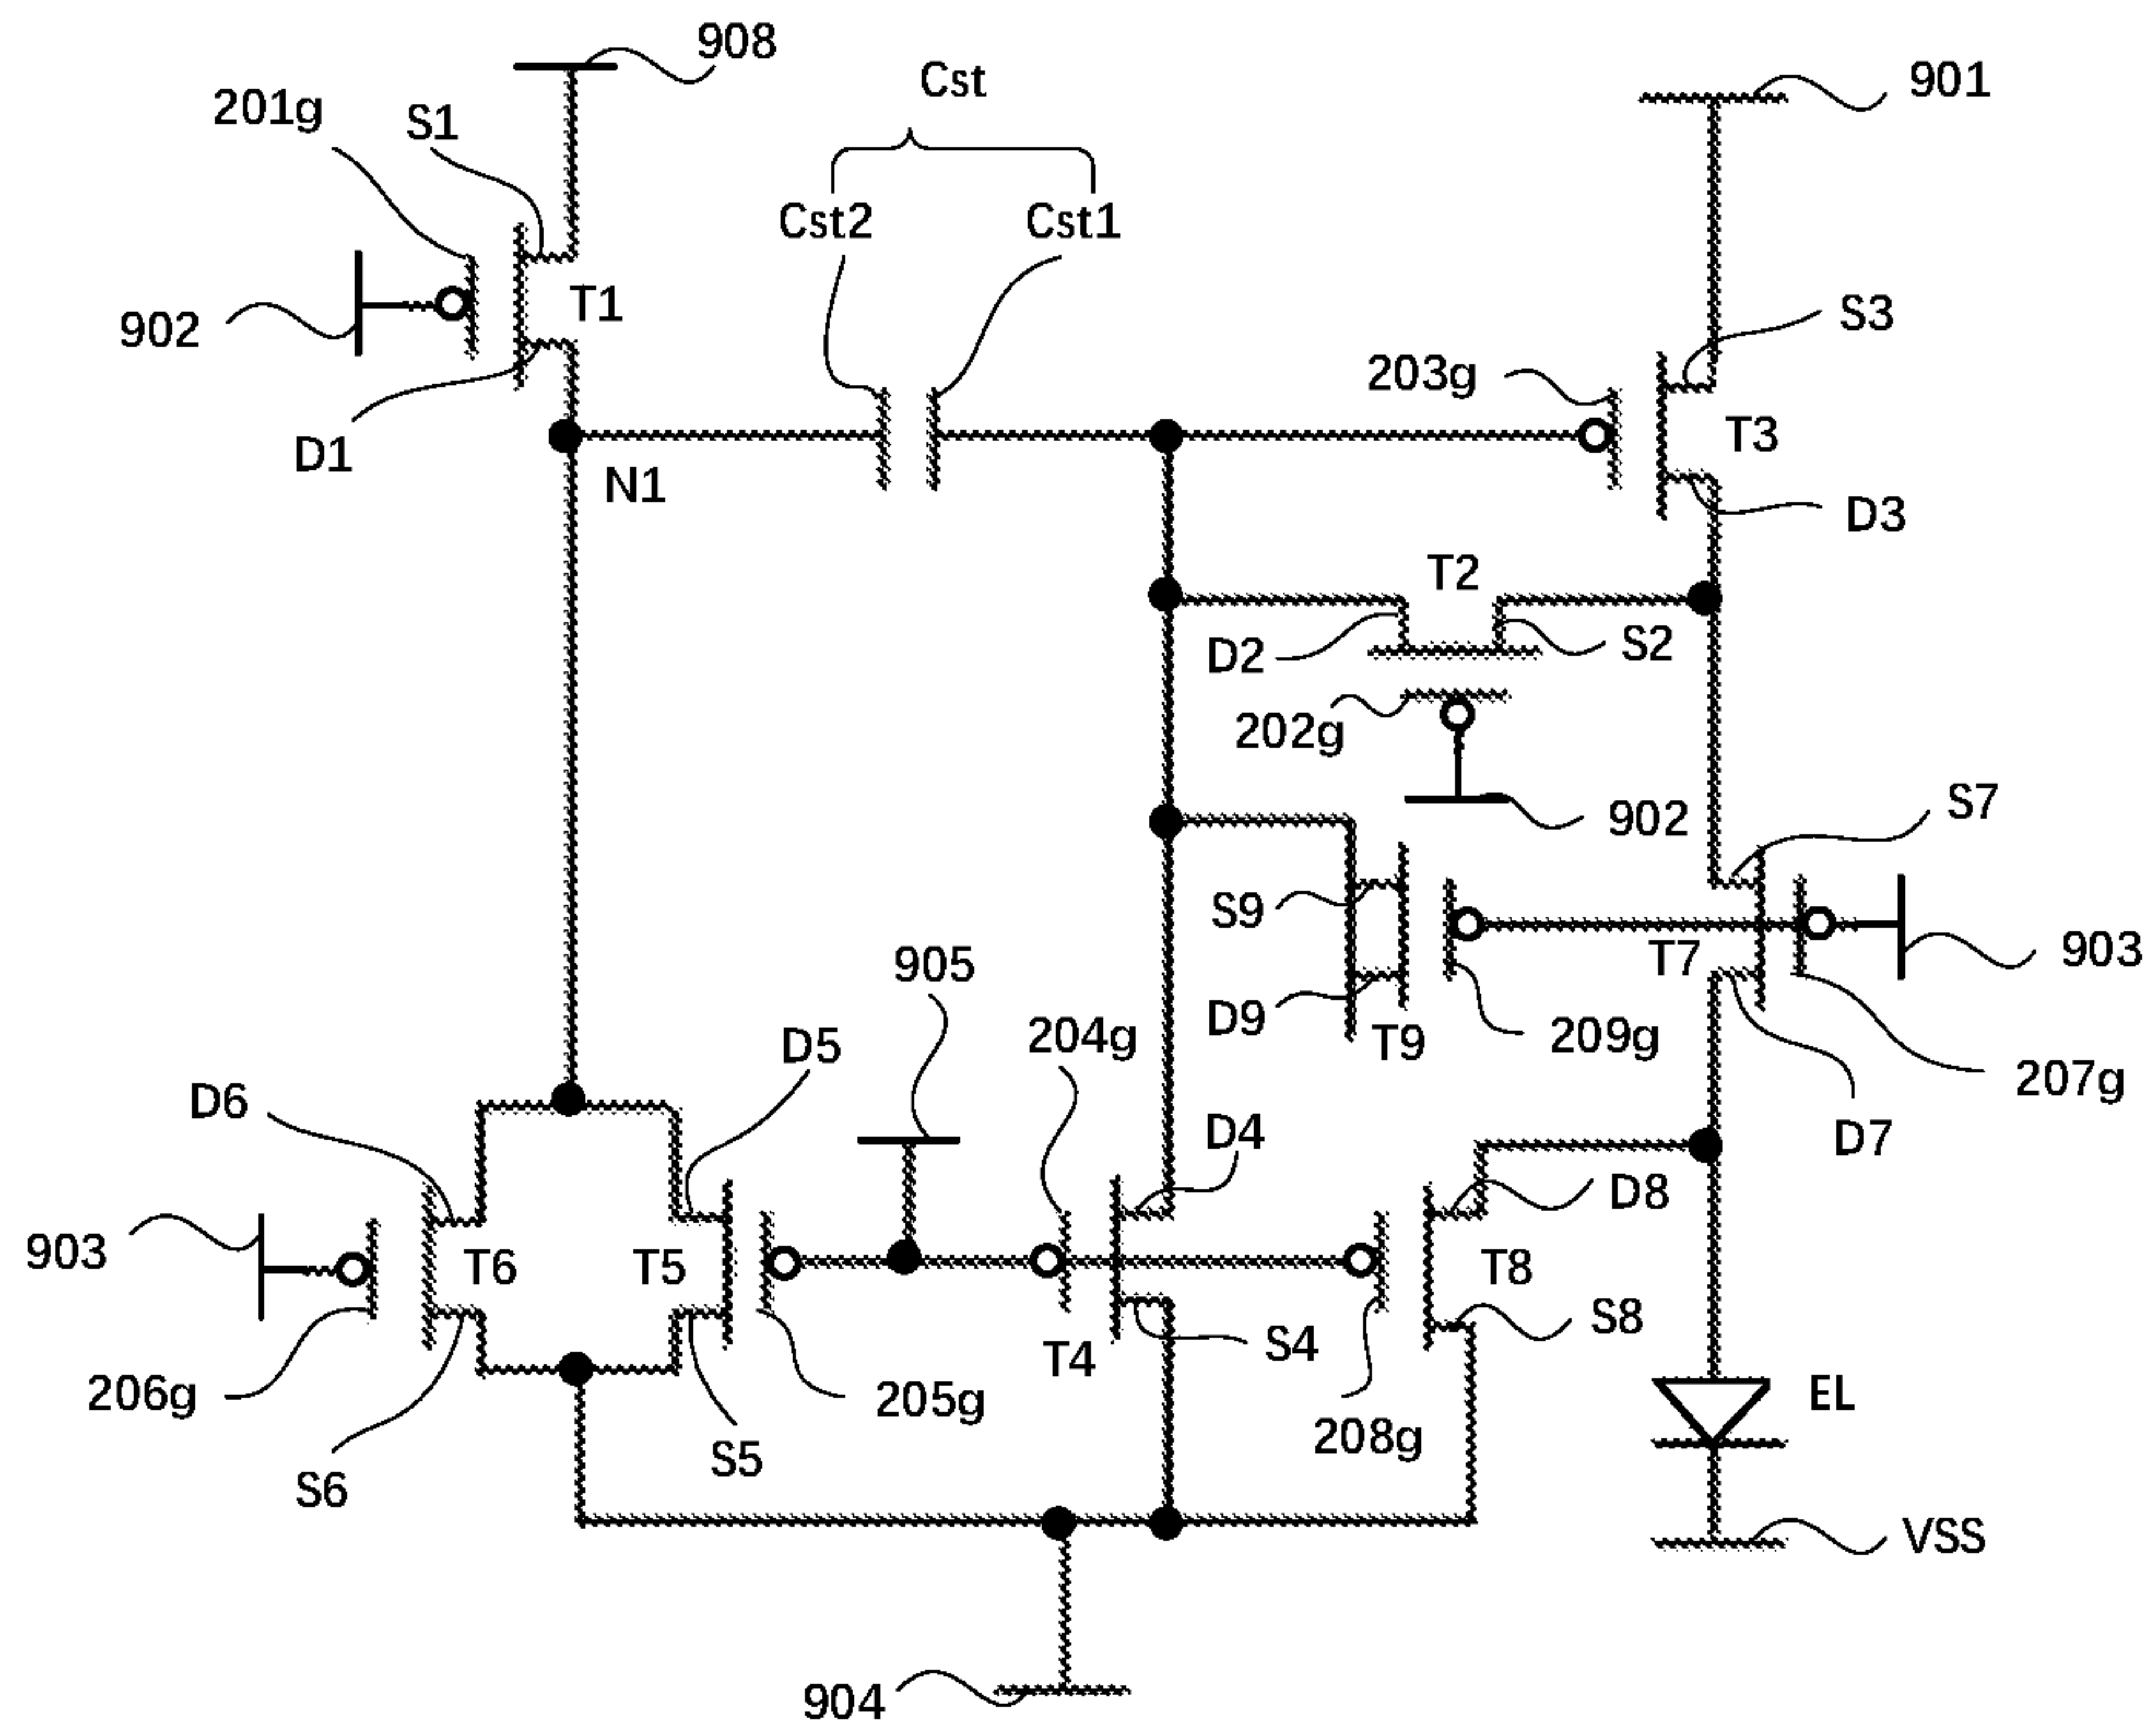 908
Cst
901
201g
S1
Cst2
Cst1
T1
S3
902
203g
T3
D1
N1
D3
T2
D2
S2
202g
902
S7
S9
905
T7
903
D9
204g
T9
209g
D5
207g
D6
D4
D7
D8
903
T6
T5
T8
S8
S4
T4
206g
205g
EL
208g
S5
S6
VSS
904